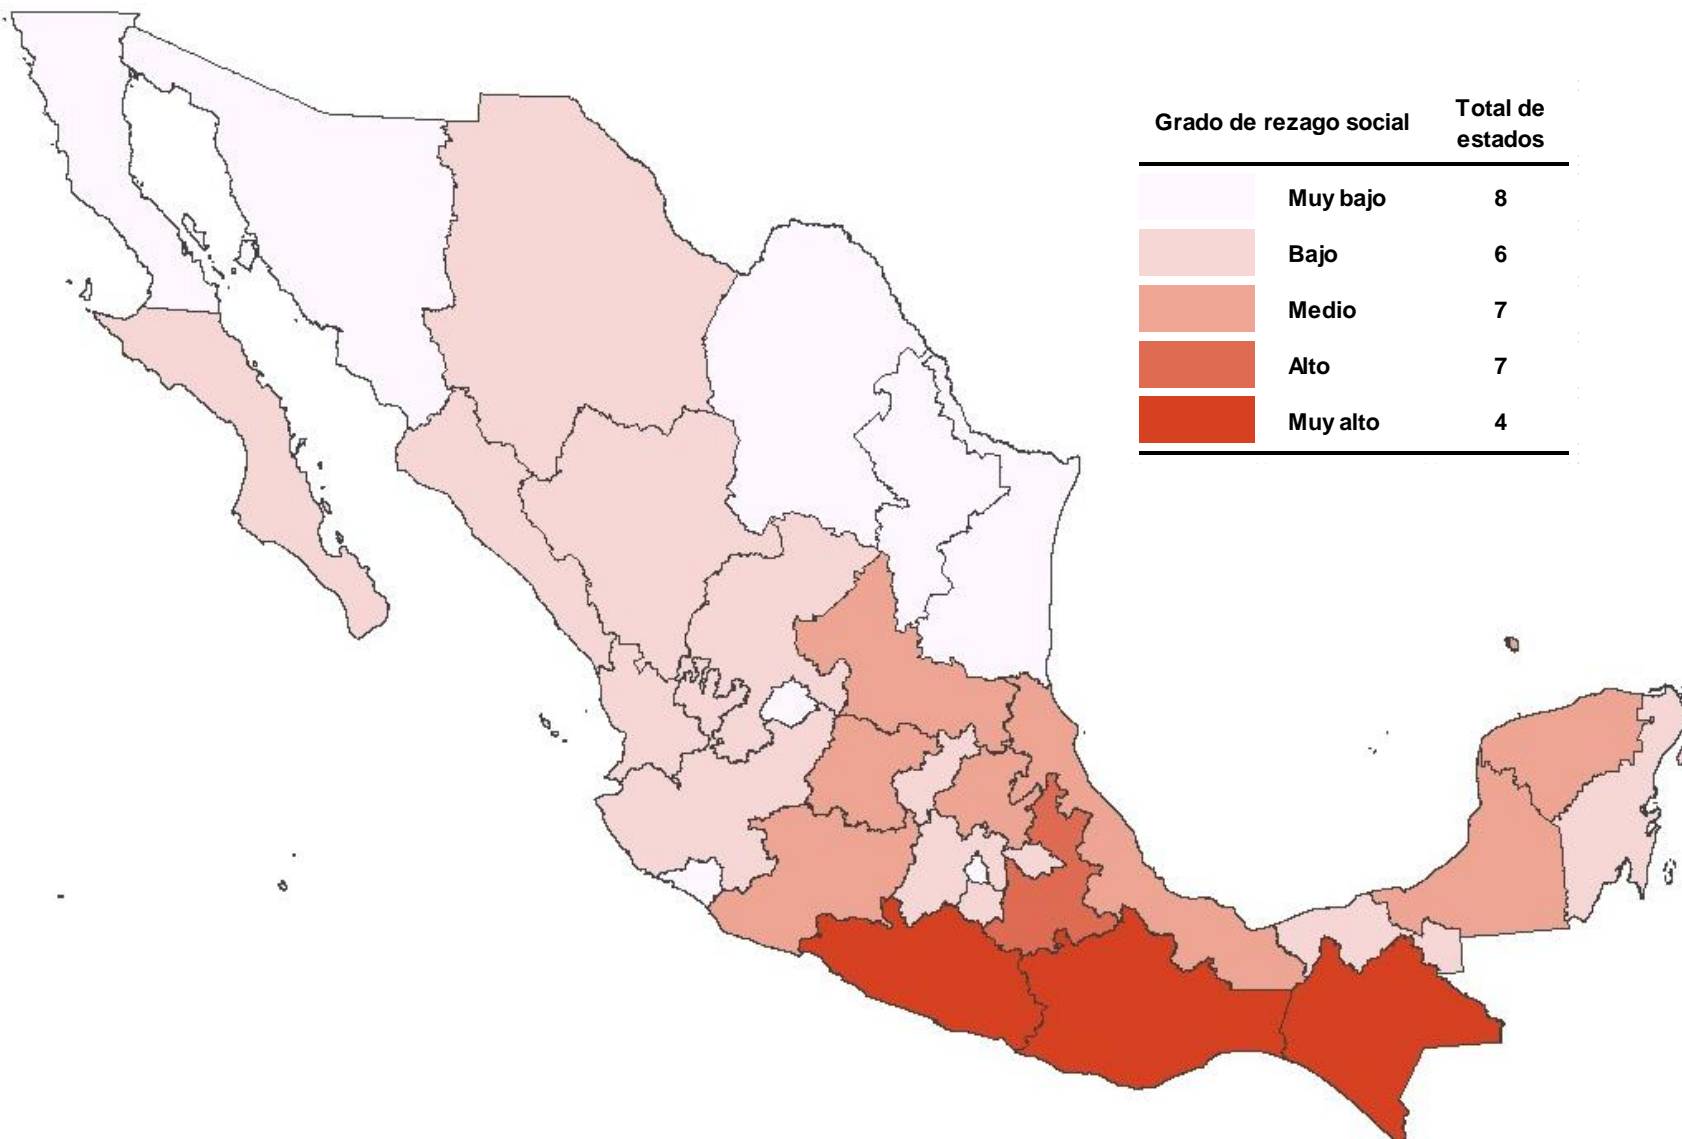 Grado de rezago social Total de estados
Muy bajo 8
Bajo 6
Medio 7
Alto 7
Muy alto 4